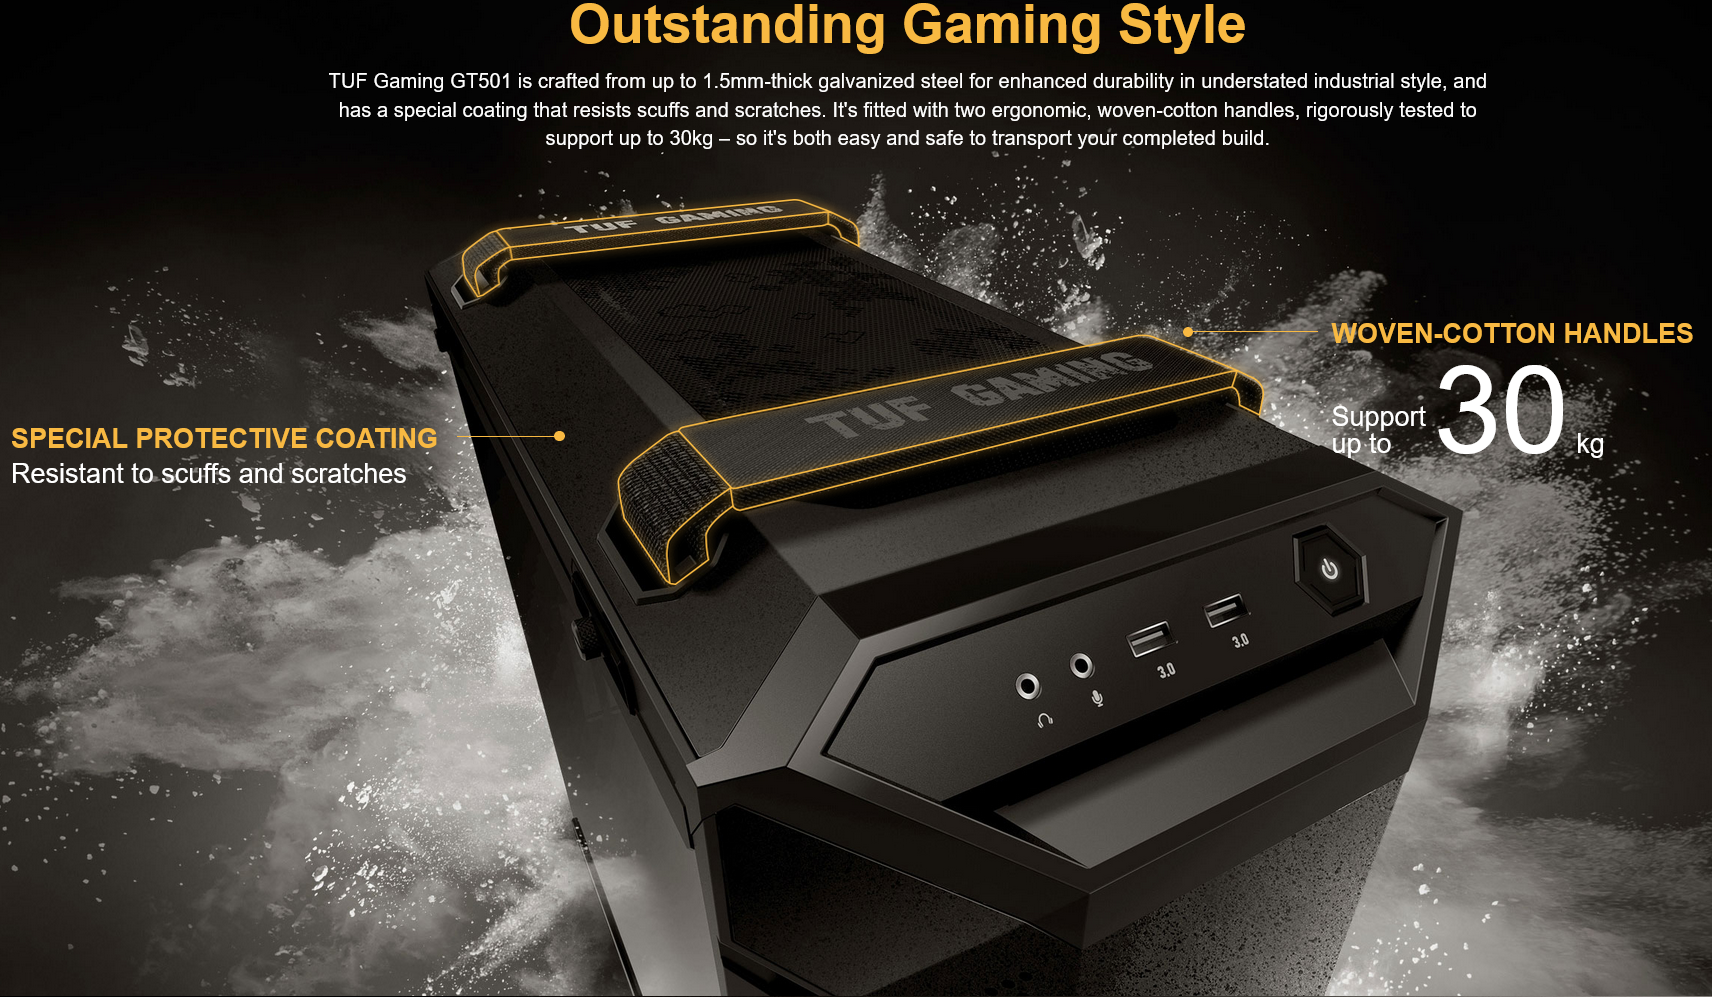 Outstanding Gaming Style
TUF Gaming GT501 is crafted from up to 1.5mm-thick galvanized steel for enhanced durability in understated industrial style, and
has a special coating that resists scuffs and scratches. It's fitted with two ergonomic, woven-cotton handles, rigorously tested to
support up to 30kg – so it's both easy and safe to transport your completed build.
TUF GAMING
WOVEN-COTTON HANDLES
Support
up to 30 kg
TUF GAMING
SPECIAL PROTECTIVE COATING
Resistant to scuffs and scratches
3.0
3.0